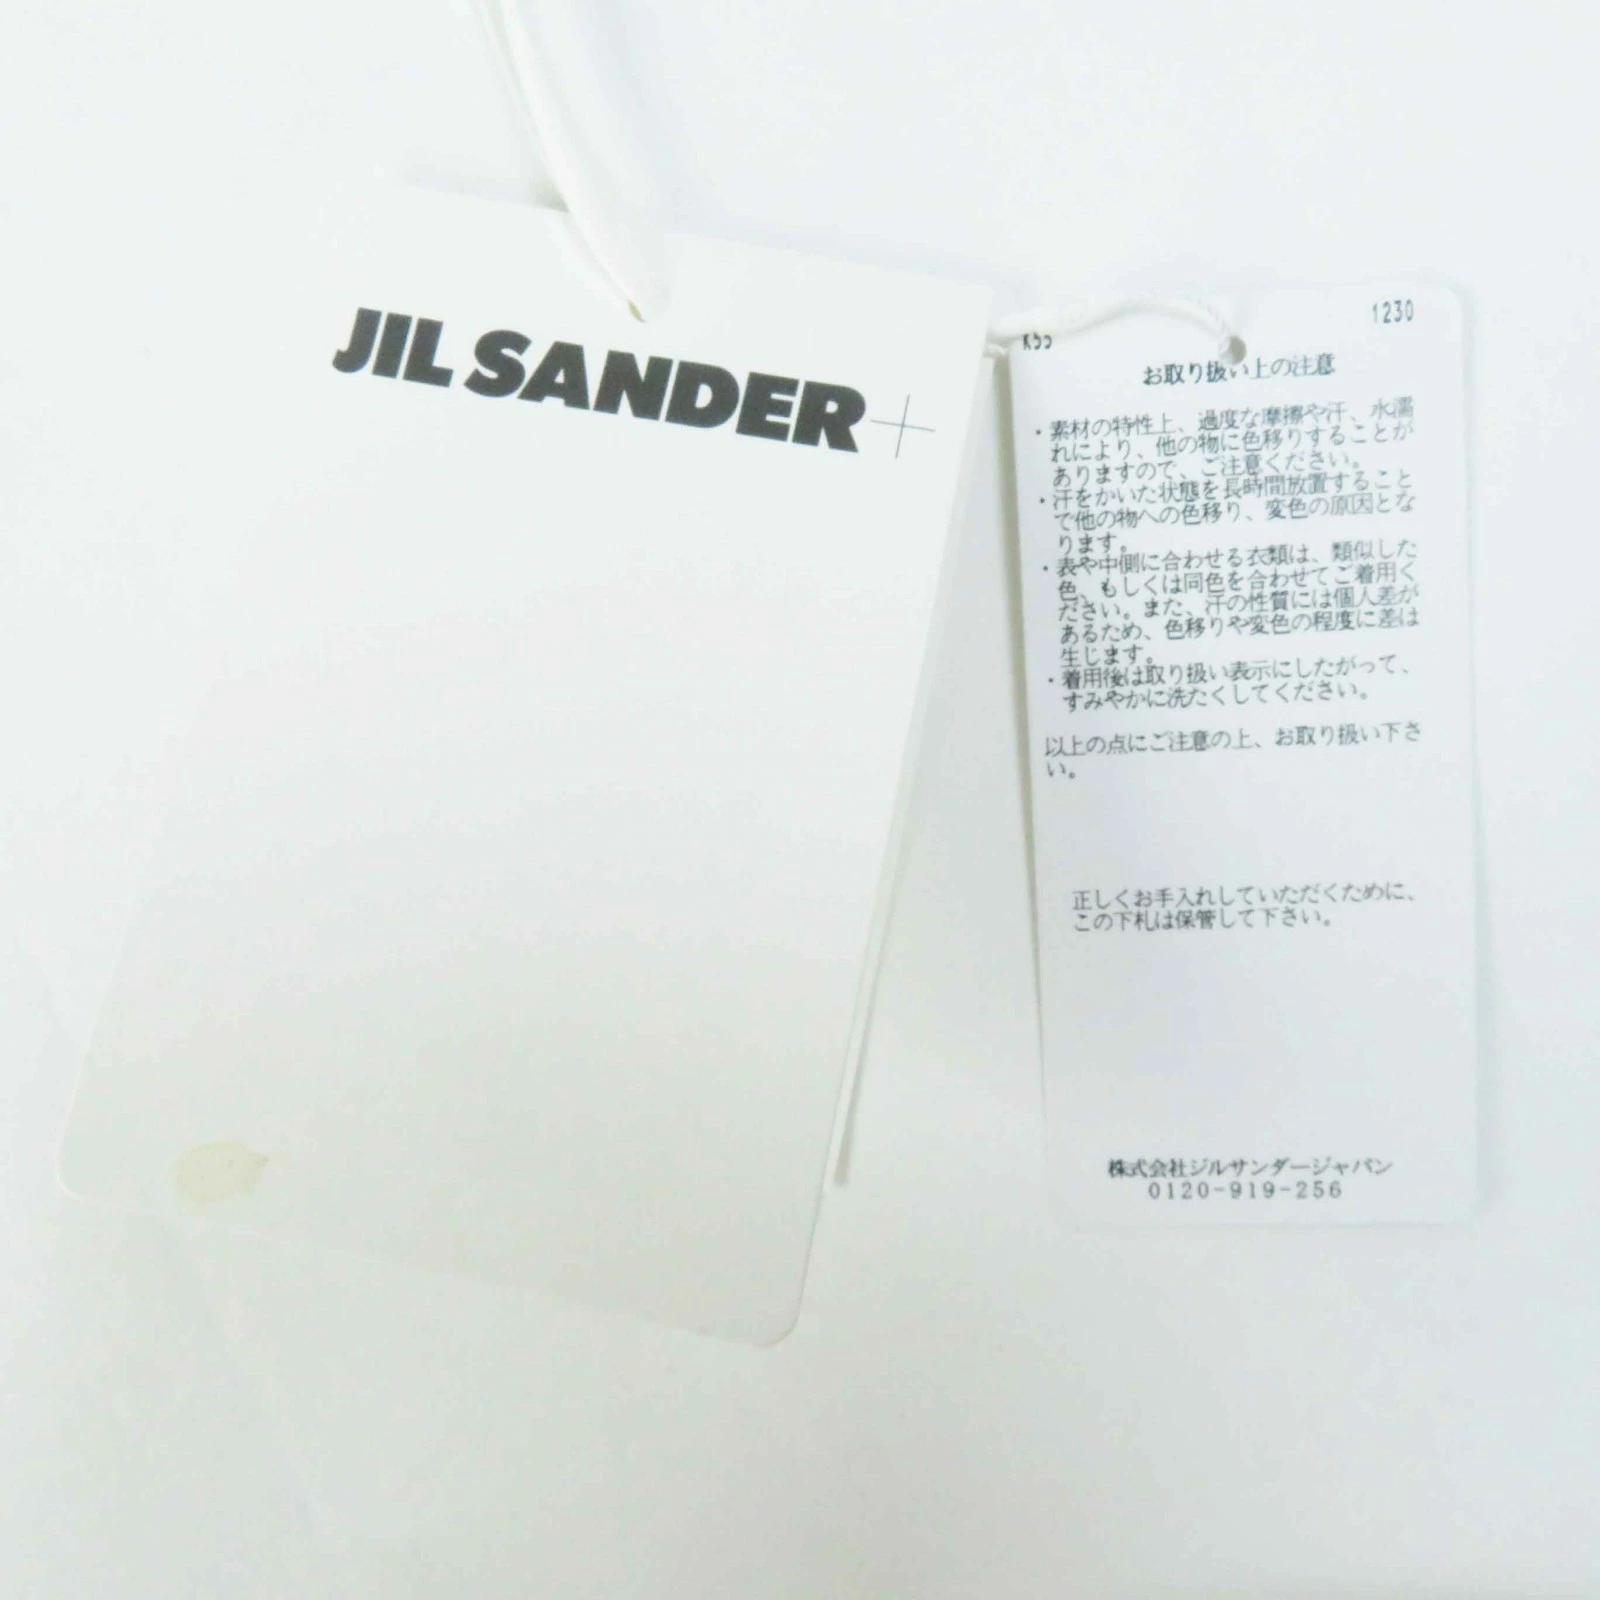 JIL SANDER+
1230
お取り扱い上の注意
・素材の特性上、過度な摩擦や汗、水濡
れにより、他の物に色移りすることが
ありますので、ご注意ください。
・汗をかいた状態を長時間放置すること
で他の物への色移り、変色の原因とな
ります。
・表や中側に合わせる衣類は、類似した
色、もしくは同色を合わせてご着用く
ださい。また、汗の性質には個人差が
あるため、色移りや変色の程度に差は
生じます。
・着用後は取り扱い表示にしたがって、
すみやかに洗たくしてください。
以上の点にご注意の上、お取り扱い下さ
い。
正しくお手入れしていただくために、
この下札は保管して下さい。
株式会社ジルサンダージャパン
0120-919-256